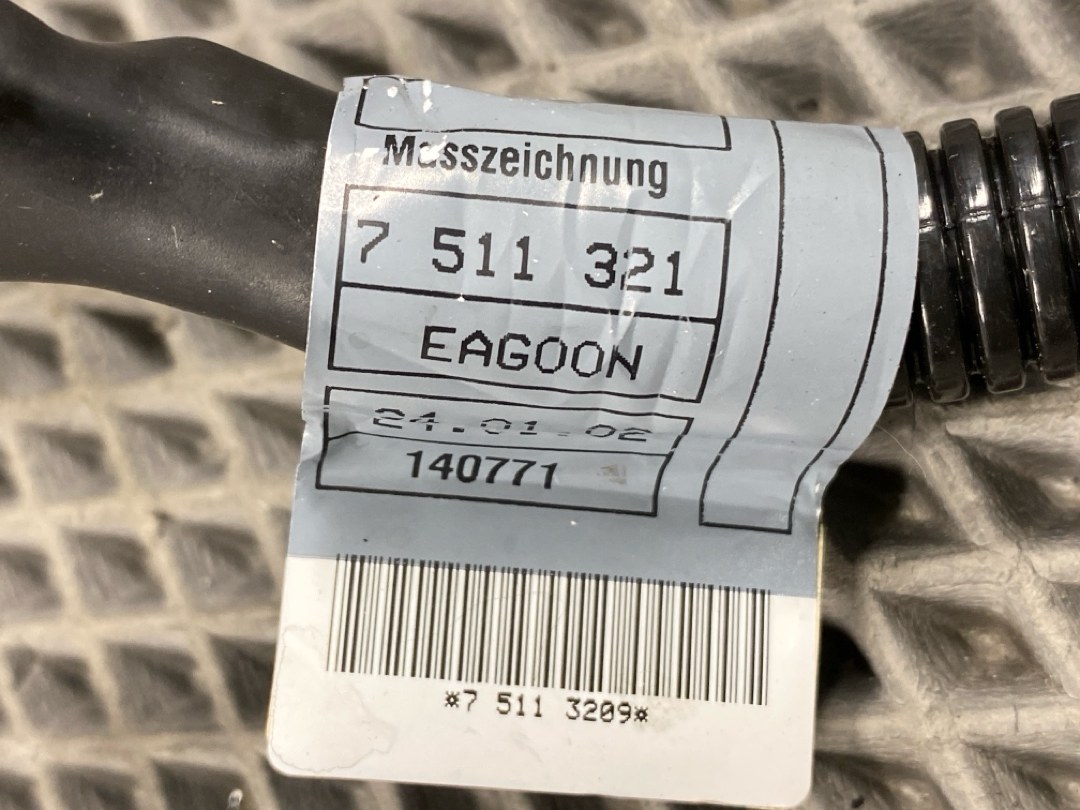 Masszeichnung
7 511 321
EAGOON
24.01.02
140771
*7 511 3209*